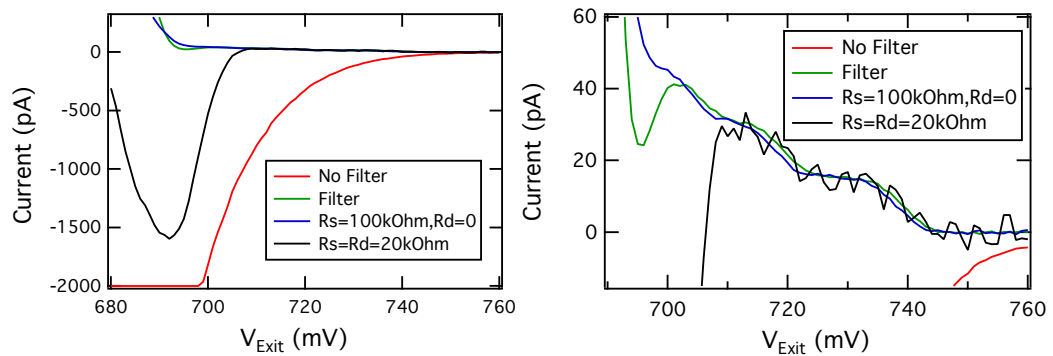 0
-500
-1000
-1500
-2000
Current (pA)
680
700
720
740
760
V_Exit (mV)
No Filter
Filter
Rs=100kOhm,Rd=0
Rs=Rd=20kOhm
60
40
20
0
Current (pA)
700
720
740
760
V_Exit (mV)
No Filter
Filter
Rs=100kOhm,Rd=0
Rs=Rd=20kOhm